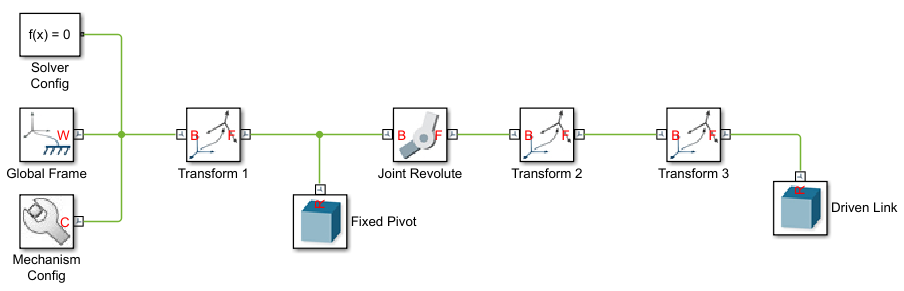 f(x) = 0
Solver
Config
W
Global Frame
C
Mechanism
Config
B
F
Transform 1
R
Fixed Pivot
B
F
Joint Revolute
B
F
Transform 2
B
F
Transform 3
R
Driven Link